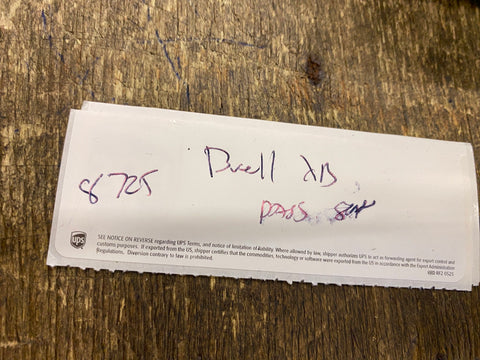 Duell XB
8725
pass seat
ups
SEE NOTICE ON REVERSE regarding UPS Terms, and notice of limitation of liability. Where allowed by law, shipper authorizes UPS to act as forwarding agent for export control and
customs purposes. If exported from the US, shipper certifies that the commodities, technology or software were exported from the US in accordance with the Export Administration
Regulations. Diversion contrary to law is prohibited.